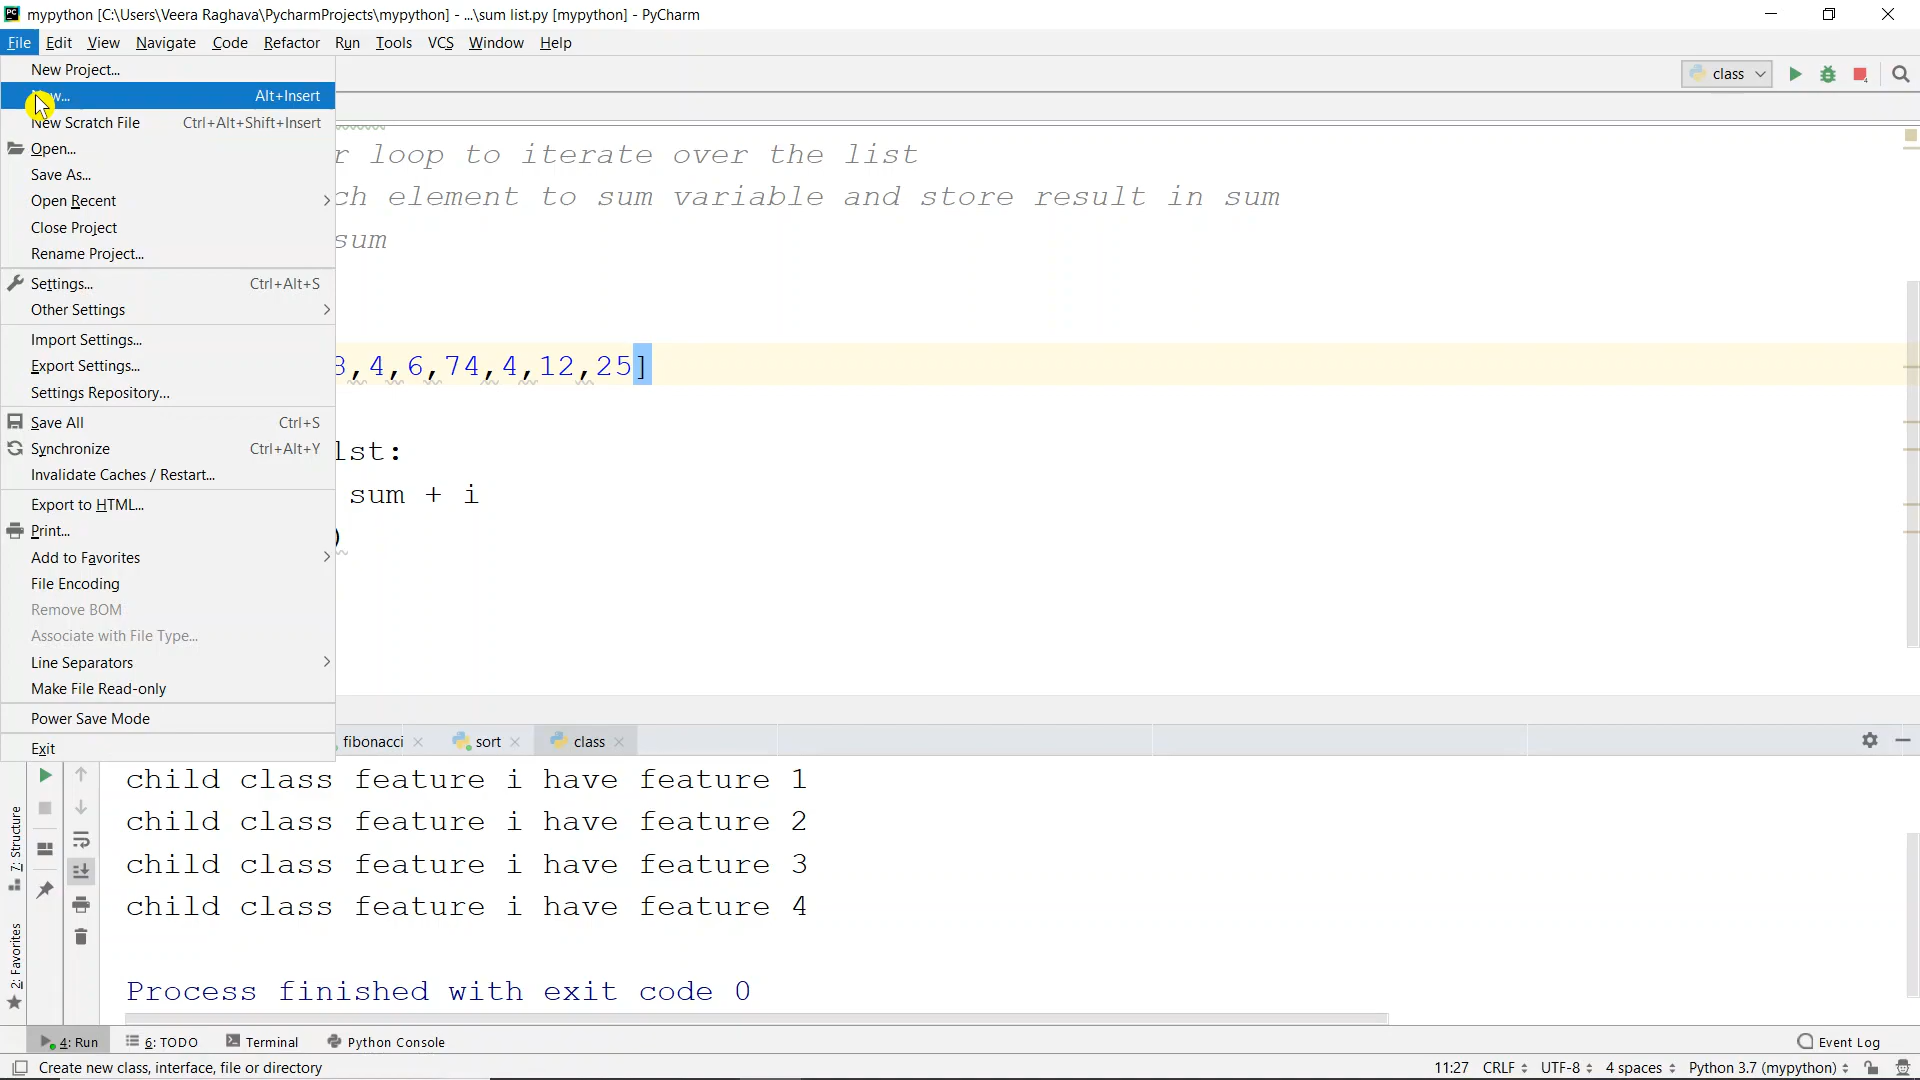 mypython [C:\Users\Veera Raghava\PycharmProjects\mypython] - ...\sum list.py [mypython] - PyCharm
File Edit View Navigate Code Refactor Run Tools VCS Window Help
New Project...
class
Alt+Insert
New Scratch File Ctrl+Alt+Shift+Insert
Open...
loop to iterate over the list
Save As...
element to sum variable and store result in sum
Open Recent
Close Project
sum
Rename Project...
Settings... Ctrl+Alt+S
Other Settings
Import Settings...
Export Settings...
,4,6,74,4,12,25]
Settings Repository...
Save All Ctrl+S
Synchronize Ctrl+Alt+Y
lst:
Invalidate Caches / Restart...
sum + i
Export to HTML...
Print...
)
Add to Favorites
File Encoding
Remove BOM
Associate with File Type...
Line Separators
Make File Read-only
Power Save Mode
Exit
fibonacci sort class
child class feature i have feature 1
child class feature i have feature 2
child class feature i have feature 3
child class feature i have feature 4
Process finished with exit code 0
7: Structure
2: Favorites
4: Run 6: TODO Terminal Python Console Event Log
Create new class, interface, file or directory 11:27 CRLF UTF-8 4 spaces Python 3.7 (mypython)